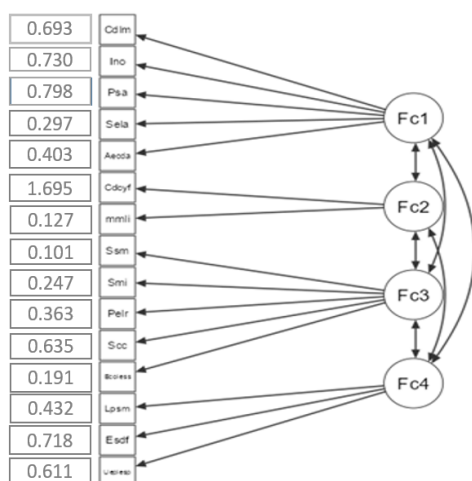 0.693 Cdim
0.730 Ino
0.798 Psa Fc1
0.297 Sela
0.403 Aecda
1.695 Cdcyf Fc2
0.127 mmli
0.101 Ssm
0.247 Smi Fc3
0.363 Pelr
0.635 Scc
0.191 Fc4
0.432 Lpsm
0.718 Esdf
0.611